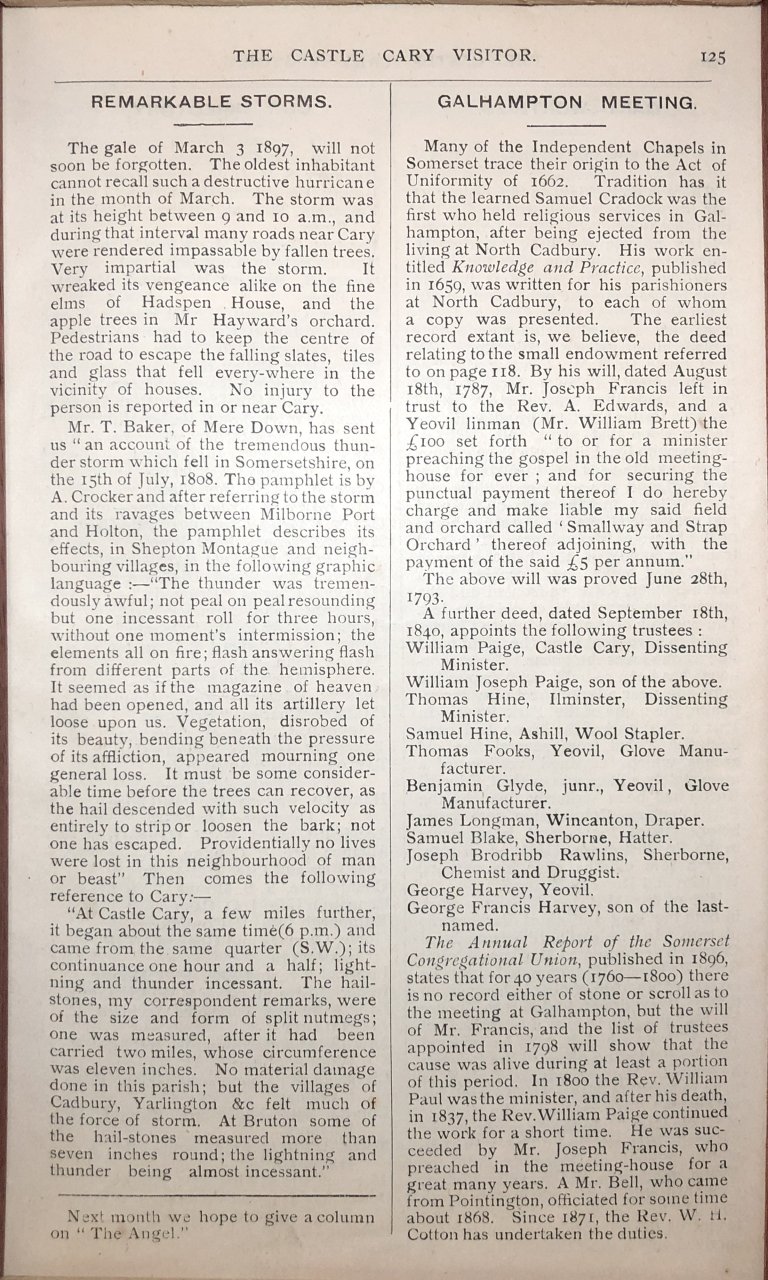 THE CASTLE CARY VISITOR. 125
REMARKABLE STORMS.
The gale of March 3 1897, will not
soon be forgotten. The oldest inhabitant
cannot recall such a destructive hurricane
in the month of March. The storm was
at its height between 9 and 10 a.m., and
during that interval many roads near Cary
were rendered impassable by fallen trees.
Very impartial was the storm. It
wreaked its vengeance alike on the fine
elms of Hadspen House, and the
apple trees in Mr Hayward's orchard.
Pedestrians had to keep the centre of
the road to escape the falling slates, tiles
and glass that fell every-where in the
vicinity of houses. No injury to the
person is reported in or near Cary.
Mr. T. Baker, of Mere Down, has sent
us "an account of the tremendous thun-
der storm which fell in Somersetshire, on
the 15th of July, 1808. The pamphlet is by
A. Crocker and after referring to the storm
and its ravages between Milborne Port
and Holton, the pamphlet describes its
effects, in Shepton Montague and neigh-
bouring villages, in the following graphic
language :—"The thunder was tremen-
dously awful; not peal on peal resounding
but one incessant roll for three hours,
without one moment's intermission; the
elements all on fire; flash answering flash
from different parts of the hemisphere.
It seemed as if the magazine of heaven
had been opened, and all its artillery let
loose upon us. Vegetation, disrobed of
its beauty, bending beneath the pressure
of its affliction, appeared mourning one
general loss. It must be some consider-
able time before the trees can recover, as
the hail descended with such velocity as
entirely to strip or loosen the bark; not
one has escaped. Providentially no lives
were lost in this neighbourhood of man
or beast" Then comes the following
reference to Cary:—
"At Castle Cary, a few miles further,
it began about the same time (6 p.m.) and
came from the same quarter (S.W.); its
continuance one hour and a half; light-
ning and thunder incessant. The hail-
stones, my correspondent remarks, were
of the size and form of split nutmegs;
one was measured, after it had been
carried two miles, whose circumference
was eleven inches. No material damage
done in this parish; but the villages of
Cadbury, Yarlington &c felt much of
the force of storm. At Bruton some of
the hail-stones measured more than
seven inches round; the lightning and
thunder being almost incessant."
Next month we hope to give a column
on "The Angel."
GALHAMPTON MEETING.
Many of the Independent Chapels in
Somerset trace their origin to the Act of
Uniformity of 1662. Tradition has it
that the learned Samuel Cradock was the
first who held religious services in Gal-
hampton, after being ejected from the
living at North Cadbury. His work en-
titled Knowledge and Practice, published
in 1659, was written for his parishioners
at North Cadbury, to each of whom
a copy was presented. The earliest
record extant is, we believe, the deed
relating to the small endowment referred
to on page 118. By his will, dated August
18th, 1787, Mr. Joseph Francis left in
trust to the Rev. A. Edwards, and a
Yeovil linman (Mr. William Brett) the
£100 set forth "to or for a minister
preaching the gospel in the old meeting-
house for ever ; and for securing the
punctual payment thereof I do hereby
charge and make liable my said field
and orchard called 'Smallway and Strap
Orchard' thereof adjoining, with the
payment of the said £5 per annum."
The above will was proved June 28th,
1793.
A further deed, dated September 18th,
1840, appoints the following trustees :
William Paige, Castle Cary, Dissenting
Minister.
William Joseph Paige, son of the above.
Thomas Hine, Ilminster, Dissenting
Minister.
Samuel Hine, Ashill, Wool Stapler.
Thomas Fooks, Yeovil, Glove Manu-
facturer.
Benjamin Glyde, junr., Yeovil, Glove
Manufacturer.
James Longman, Wincanton, Draper.
Samuel Blake, Sherborne, Hatter.
Joseph Brodribb Rawlins, Sherborne,
Chemist and Druggist.
George Harvey, Yeovil.
George Francis Harvey, son of the last-
named.
The Annual Report of the Somerset
Congregational Union, published in 1896,
states that for 40 years (1760—1800) there
is no record either of stone or scroll as to
the meeting at Galhampton, but the will
of Mr. Francis, and the list of trustees
appointed in 1798 will show that the
cause was alive during at least a portion
of this period. In 1800 the Rev. William
Paul was the minister, and after his death,
in 1837, the Rev. William Paige continued
the work for a short time. He was suc-
ceeded by Mr. Joseph Francis, who
preached in the meeting-house for a
great many years. A Mr. Bell, who came
from Pointington, officiated for some time
about 1868. Since 1871, the Rev. W. H.
Cotton has undertaken the duties.